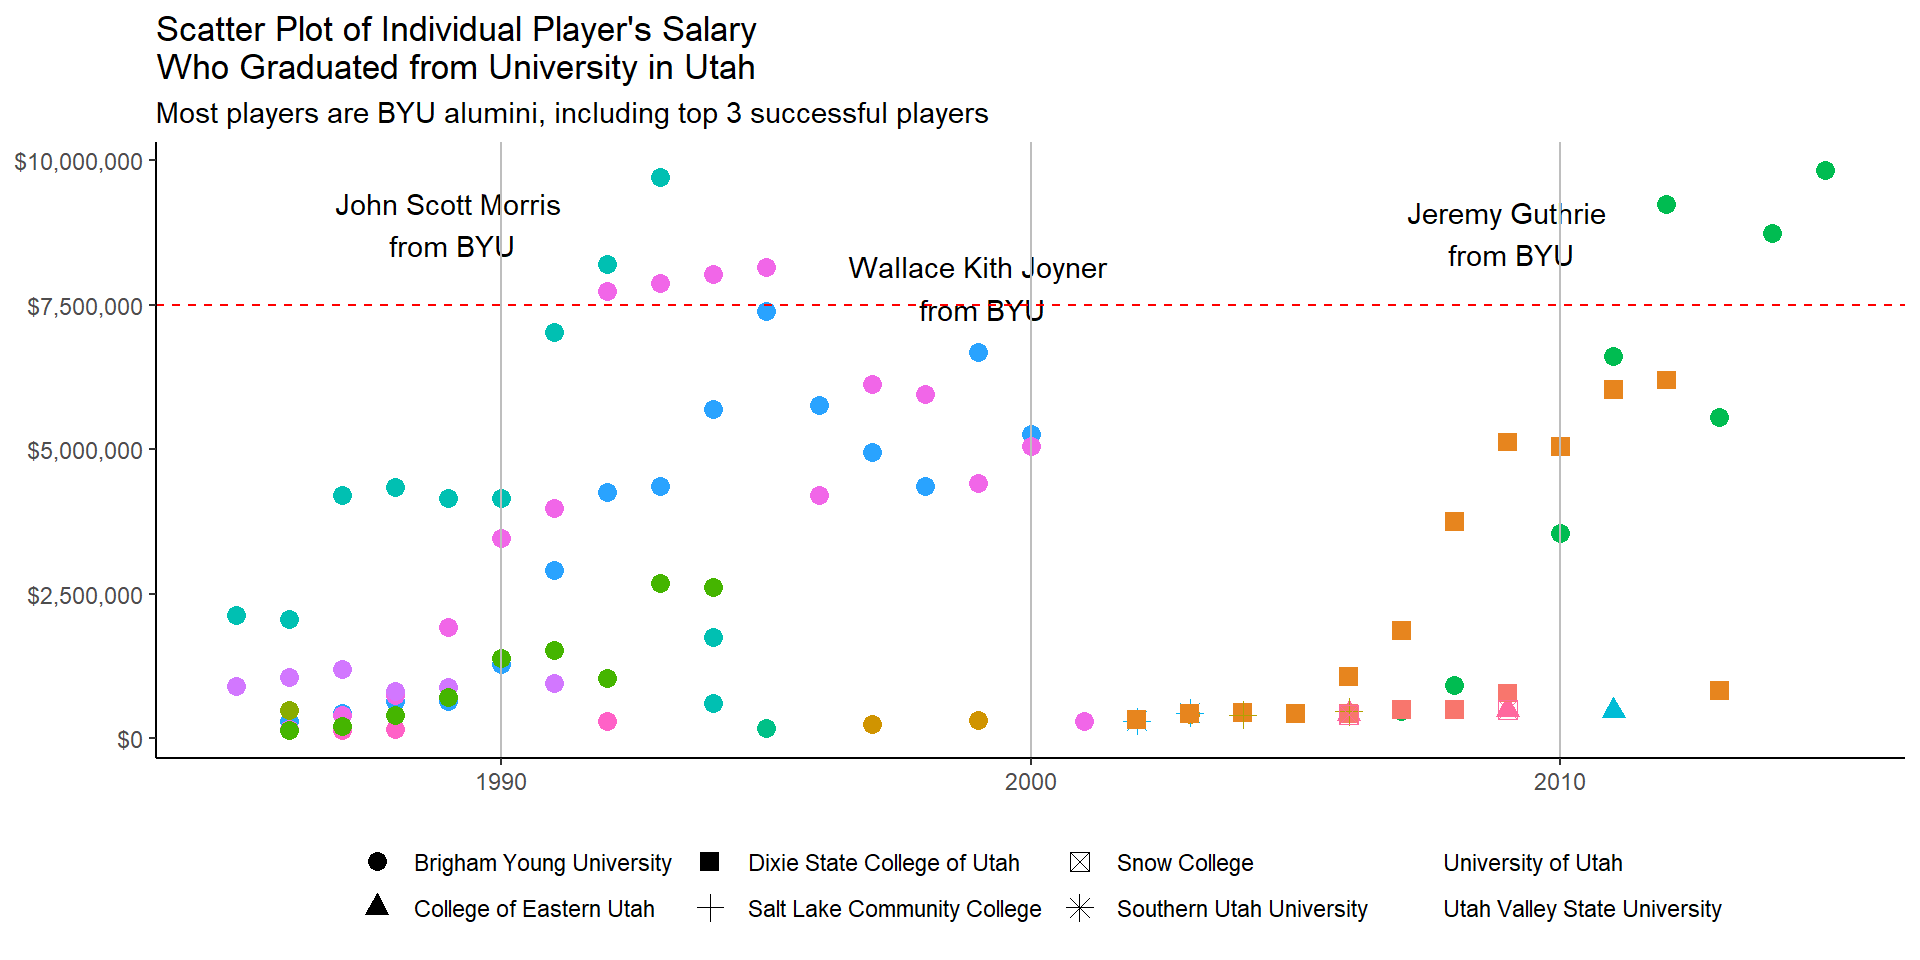 Scatter Plot of Individual Player's Salary
Who Graduated from University in Utah
Most players are BYU alumini, including top 3 successful players
$10,000,000
$7,500,000
$5,000,000
$2,500,000
$0
John Scott Morris
from BYU
Wallace Kith Joyner
from BYU
Jeremy Guthrie
from BYU
1990
2000
2010
Brigham Young University
Dixie State College of Utah
Snow College
University of Utah
College of Eastern Utah
Salt Lake Community College
Southern Utah University
Utah Valley State University